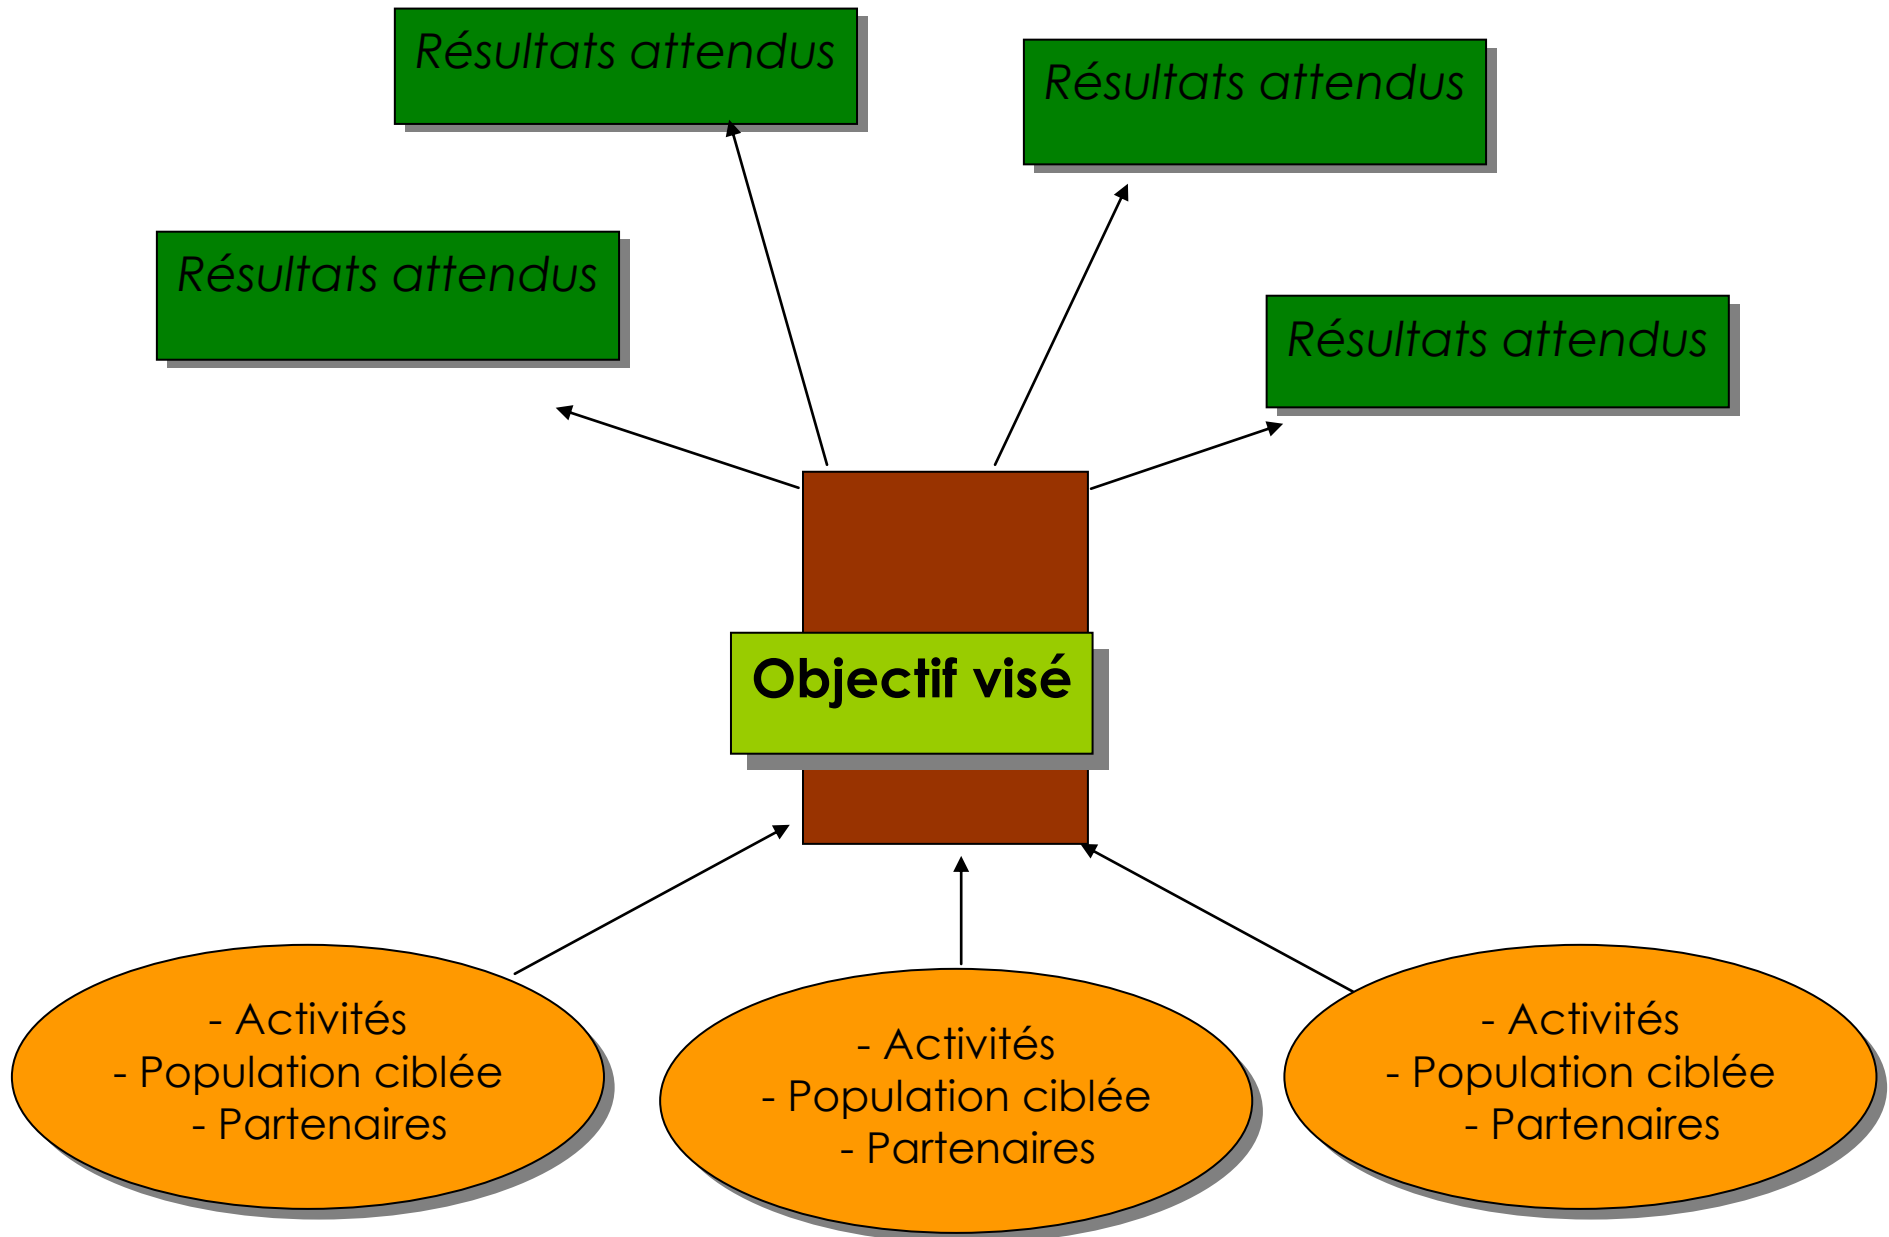 Résultats attendus
Résultats attendus
Résultats attendus
Résultats attendus
Objectif visé
- Activités
- Population ciblée
- Partenaires
- Activités
- Population ciblée
- Partenaires
- Activités
- Population ciblée
- Partenaires